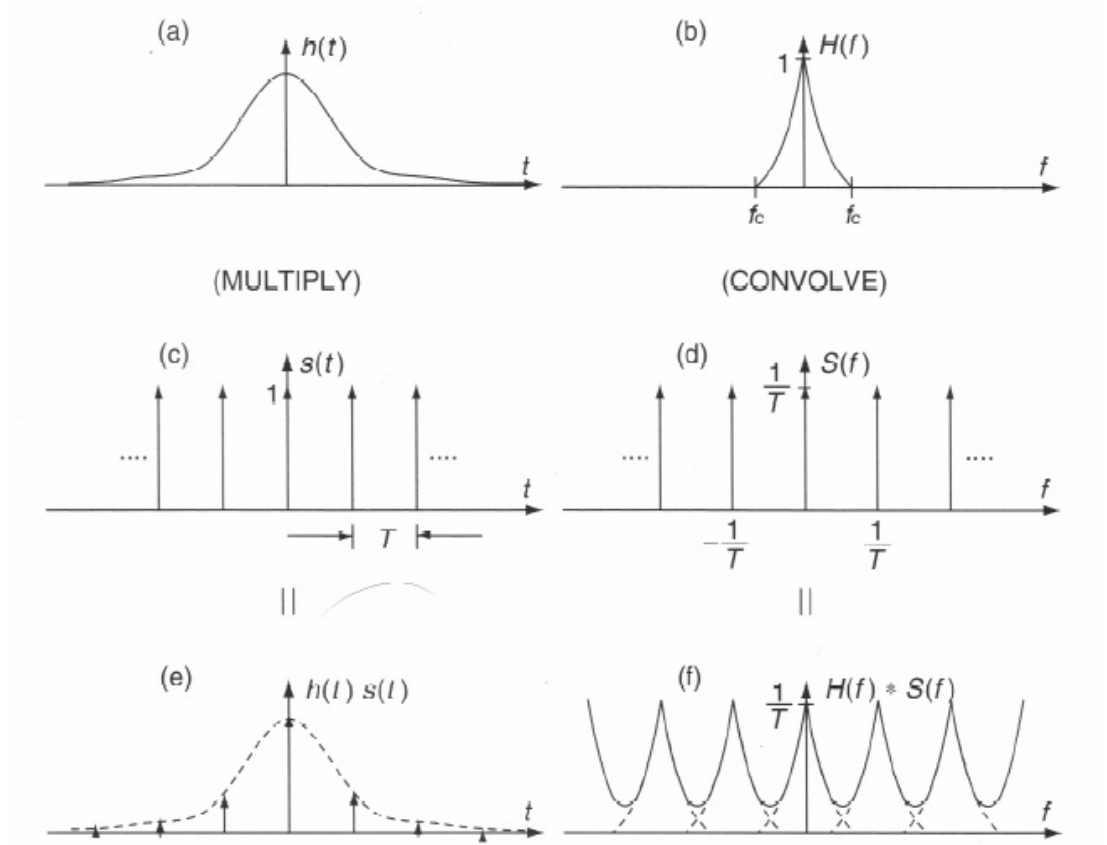 (a)
h(t)
t
(b)
1
H(f)
f
fc
fc
(MULTIPLY)
(CONVOLVE)
(c)
s(t)
1
....
....
t
T
(d)
S(f)
1
T
....
....
f
-1
T
1
T
||
||
(e)
h(t) s(t)
t
(f)
1
T
H(f) * S(f)
f